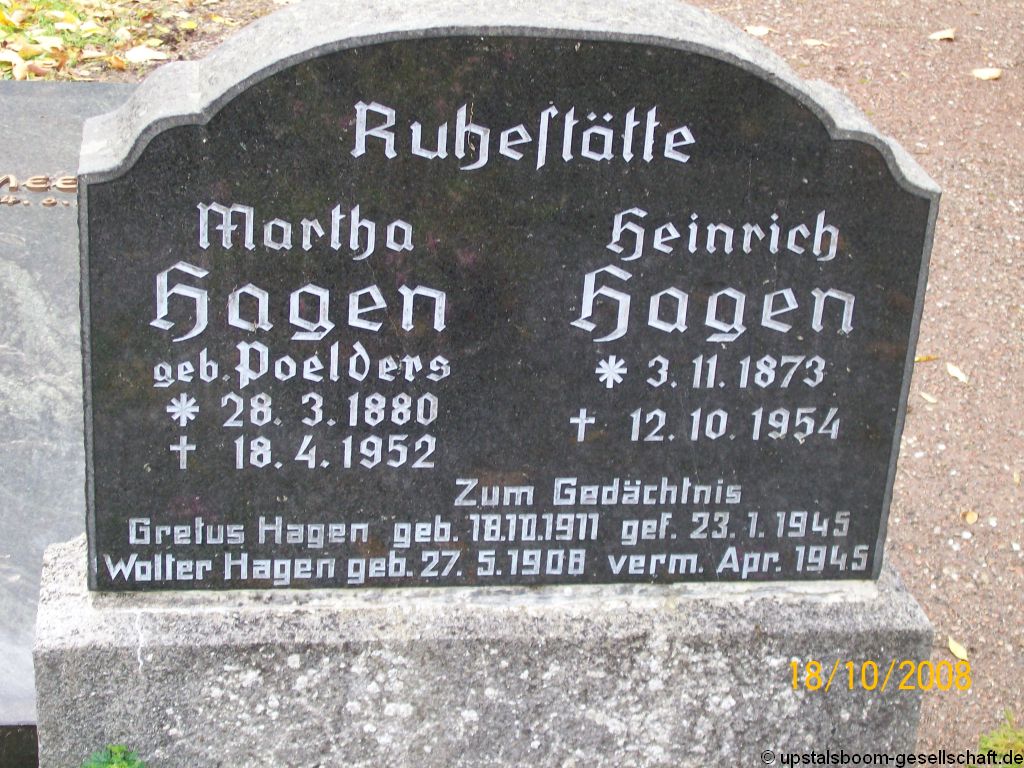 Ruheſtätte
Martha
Hagen
geb. Poelders
* 28. 3. 1880
† 18. 4. 1952
Heinrich
Hagen
* 3. 11. 1873
† 12. 10. 1954
Zum Gedächtnis
Gretus Hagen geb. 18.10.1911 gef. 23. 1. 1945
Wolter Hagen geb. 27. 5. 1908 verm. Apr. 1945
18/10/2008
© upstalsboom-gesellschaft.de